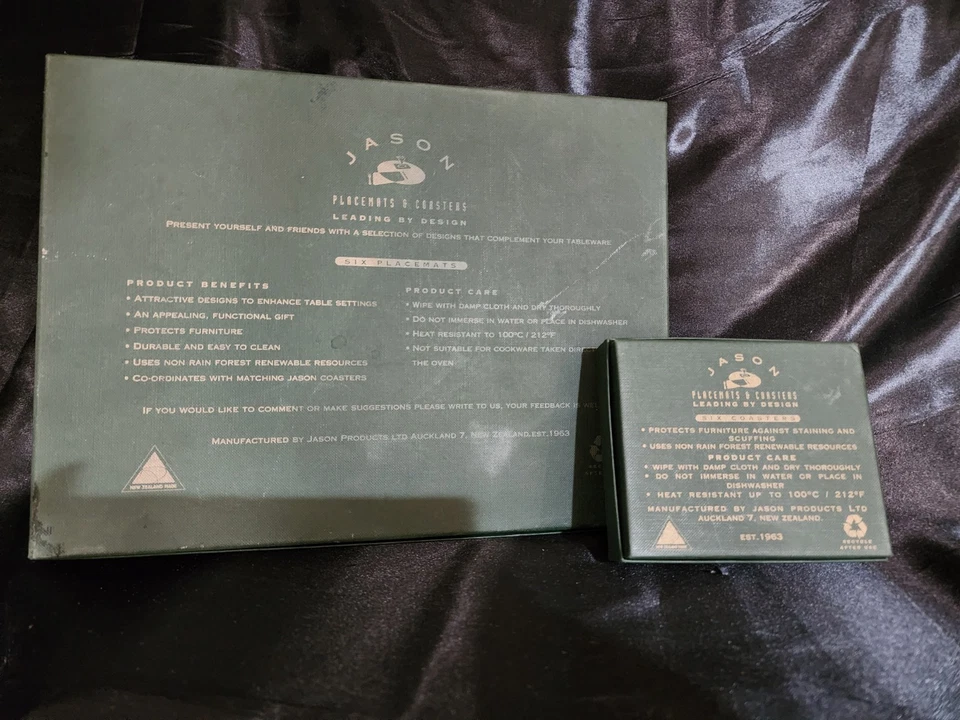 JASON
PLACEMATS & COASTERS
LEADING BY DESIGN
PRESENT YOURSELF AND FRIENDS WITH A SELECTION OF DESIGNS THAT COMPLEMENT YOUR TABLEWARE
SIX PLACEMATS
PRODUCT BENEFITS
• ATTRACTIVE DESIGNS TO ENHANCE TABLE SETTINGS
• AN APPEALING, FUNCTIONAL GIFT
• PROTECTS FURNITURE
• DURABLE AND EASY TO CLEAN
• USES NON RAIN FOREST RENEWABLE RESOURCES
• CO-ORDINATES WITH MATCHING JASON COASTERS
PRODUCT CARE
• WIPE WITH DAMP CLOTH AND DRY THOROUGHLY
• DO NOT IMMERSE IN WATER OR PLACE IN DISHWASHER
• HEAT RESISTANT TO 100°C / 212°F
• NOT SUITABLE FOR COOKWARE TAKEN
THE OVEN
IF YOU WOULD LIKE TO COMMENT OR MAKE SUGGESTIONS PLEASE WRITE TO US, YOUR FEEDBACK
MANUFACTURED BY JASON PRODUCTS LTD AUCKLAND 7, NEW ZEALAND.EST.1963
NEW ZEALAND MADE
JASON
PLACEMATS & COASTERS
LEADING BY DESIGN
SIX COASTERS
• PROTECTS FURNITURE AGAINST STAINING AND
SCUFFING
• USES NON RAIN FOREST RENEWABLE RESOURCES
PRODUCT CARE
• WIPE WITH DAMP CLOTH AND DRY THOROUGHLY
• DO NOT IMMERSE IN WATER OR PLACE IN
DISHWASHER
• HEAT RESISTANT UP TO 100°C / 212°F
MANUFACTURED BY JASON PRODUCTS LTD
AUCKLAND 7, NEW ZEALAND.
EST.1963
NEW ZEALAND MADE
RECYCLE
AFTER USE